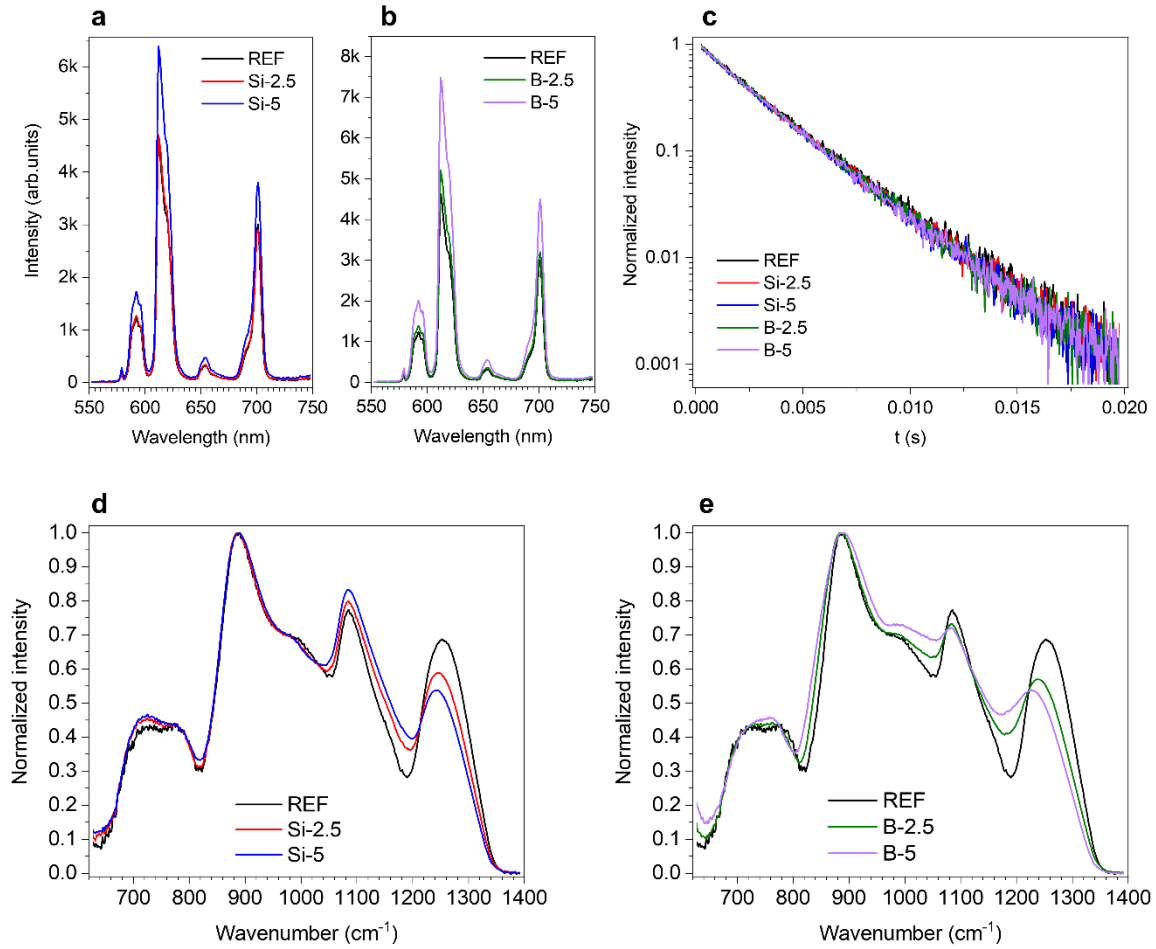 a
REF
Si-2.5
Si-5
Intensity (arb.units)
6k
5k
4k
3k
2k
1k
0
550 600 650 700 750
Wavelength (nm)
b
REF
B-2.5
B-5
8k
7k
6k
5k
4k
3k
2k
1k
0
550 600 650 700 750
Wavelength (nm)
c
Normalized intensity
1
0.1
0.01
0.001
REF
Si-2.5
Si-5
B-2.5
B-5
0.000 0.005 0.010 0.015 0.020
t (s)
d
Normalized intensity
1.0
0.9
0.8
0.7
0.6
0.5
0.4
0.3
0.2
0.1
0.0
REF
Si-2.5
Si-5
700 800 900 1000 1100 1200 1300 1400
Wavenumber (cm⁻¹)
e
Normalized intensity
1.0
0.9
0.8
0.7
0.6
0.5
0.4
0.3
0.2
0.1
0.0
REF
B-2.5
B-5
700 800 900 1000 1100 1200 1300 1400
Wavenumber (cm⁻¹)